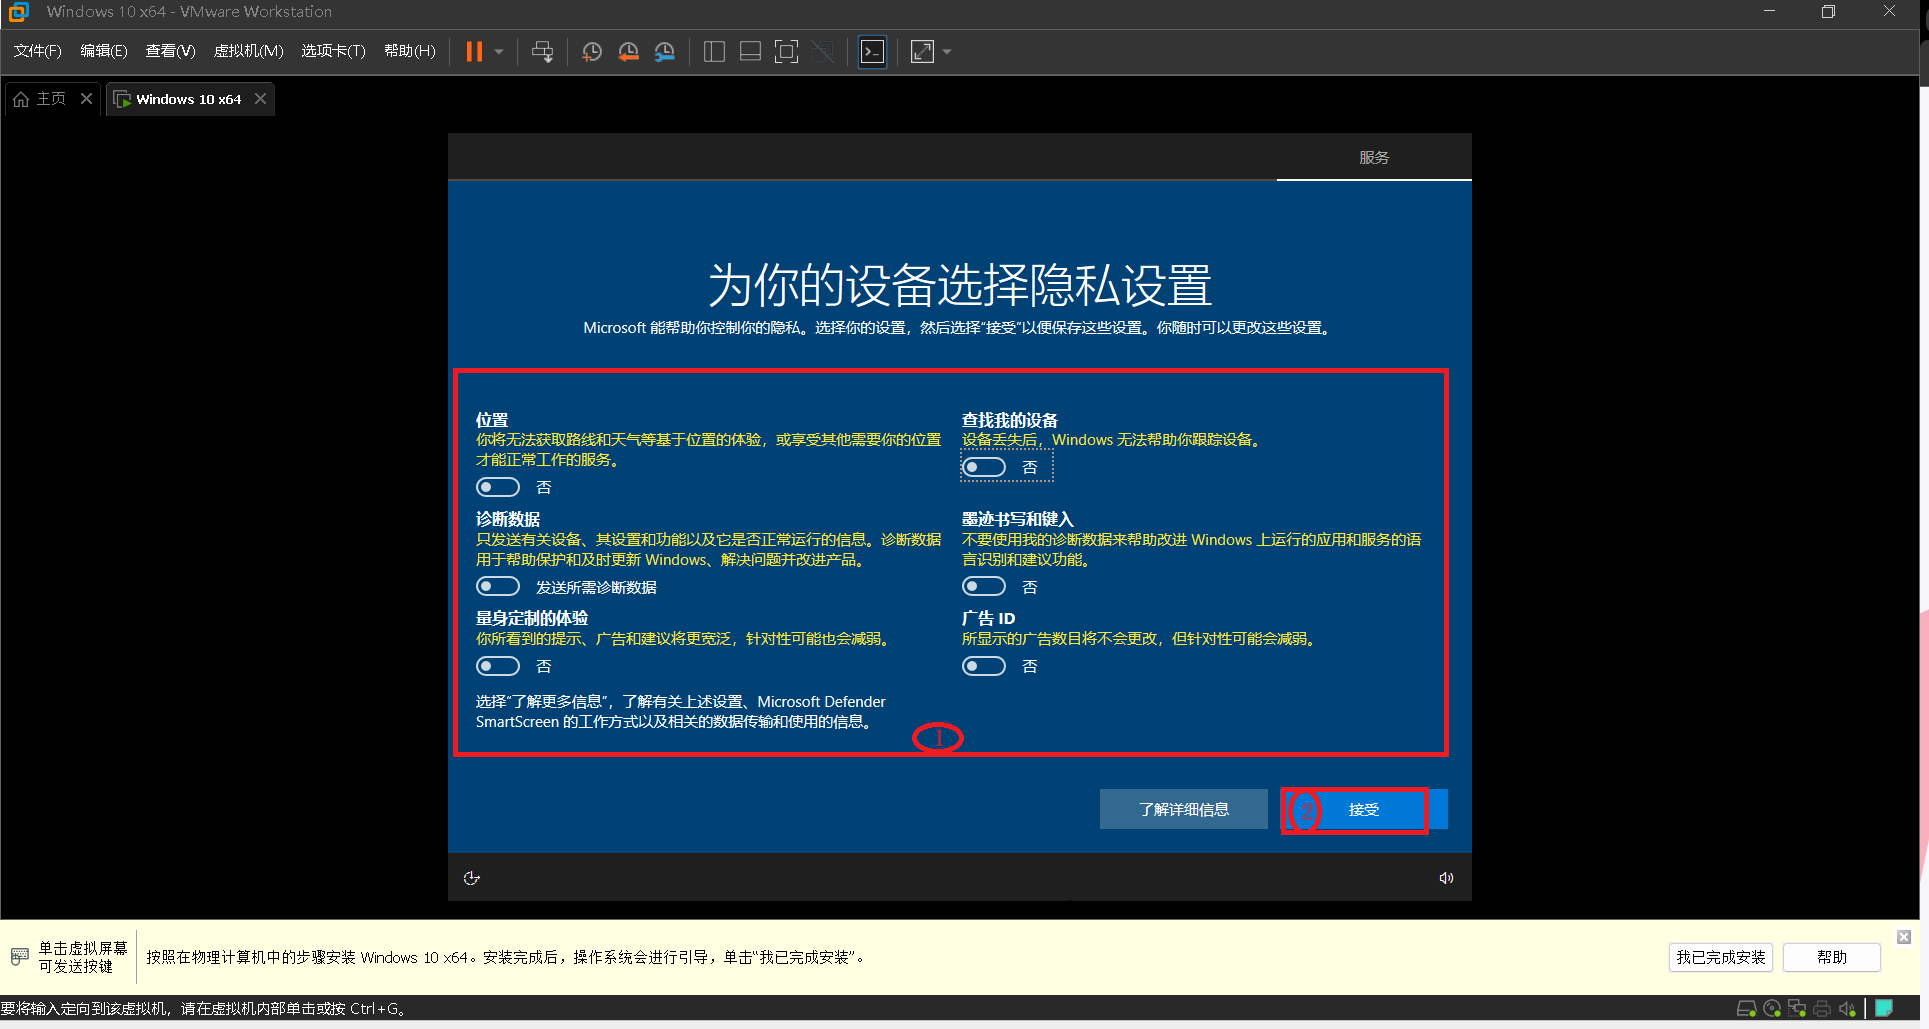 Windows 10 x64 - VMware Workstation
文件(F) 编辑(E) 查看(V) 虚拟机(M) 选项卡(T) 帮助(H)
主页 Windows 10 x64
服务
为你的设备选择隐私设置
Microsoft 能帮助你控制你的隐私。选择你的设置，然后选择“接受”以便保存这些设置。你随时可以更改这些设置。
位置
你将无法获取路线和天气等基于位置的体验，或享受其他需要你的位置
才能正常工作的服务。
否
查找我的设备
设备丢失后，Windows 无法帮助你跟踪设备。
否
诊断数据
只发送有关设备、其设置和功能以及它是否正常运行的信息。诊断数据
用于帮助保护和及时更新 Windows、解决问题并改进产品。
发送所需诊断数据
墨迹书写和键入
不要使用我的诊断数据来帮助改进 Windows 上运行的应用和服务的语
言识别和建议功能。
否
量身定制的体验
你所看到的提示、广告和建议将更宽泛，针对性可能也会减弱。
否
广告 ID
所显示的广告数目将不会更改，但针对性可能会减弱。
否
选择“了解更多信息”，了解有关上述设置、Microsoft Defender
SmartScreen 的工作方式以及相关的数据传输和使用的信息。
1
了解详细信息
2 接受
单击虚拟屏幕
可发送按键
按照在物理计算机中的步骤安装 Windows 10 x64。安装完成后，操作系统会进行引导，单击“我已完成安装”。
我已完成安装 帮助
要将输入定向到该虚拟机，请在虚拟机内部单击或按 Ctrl+G。